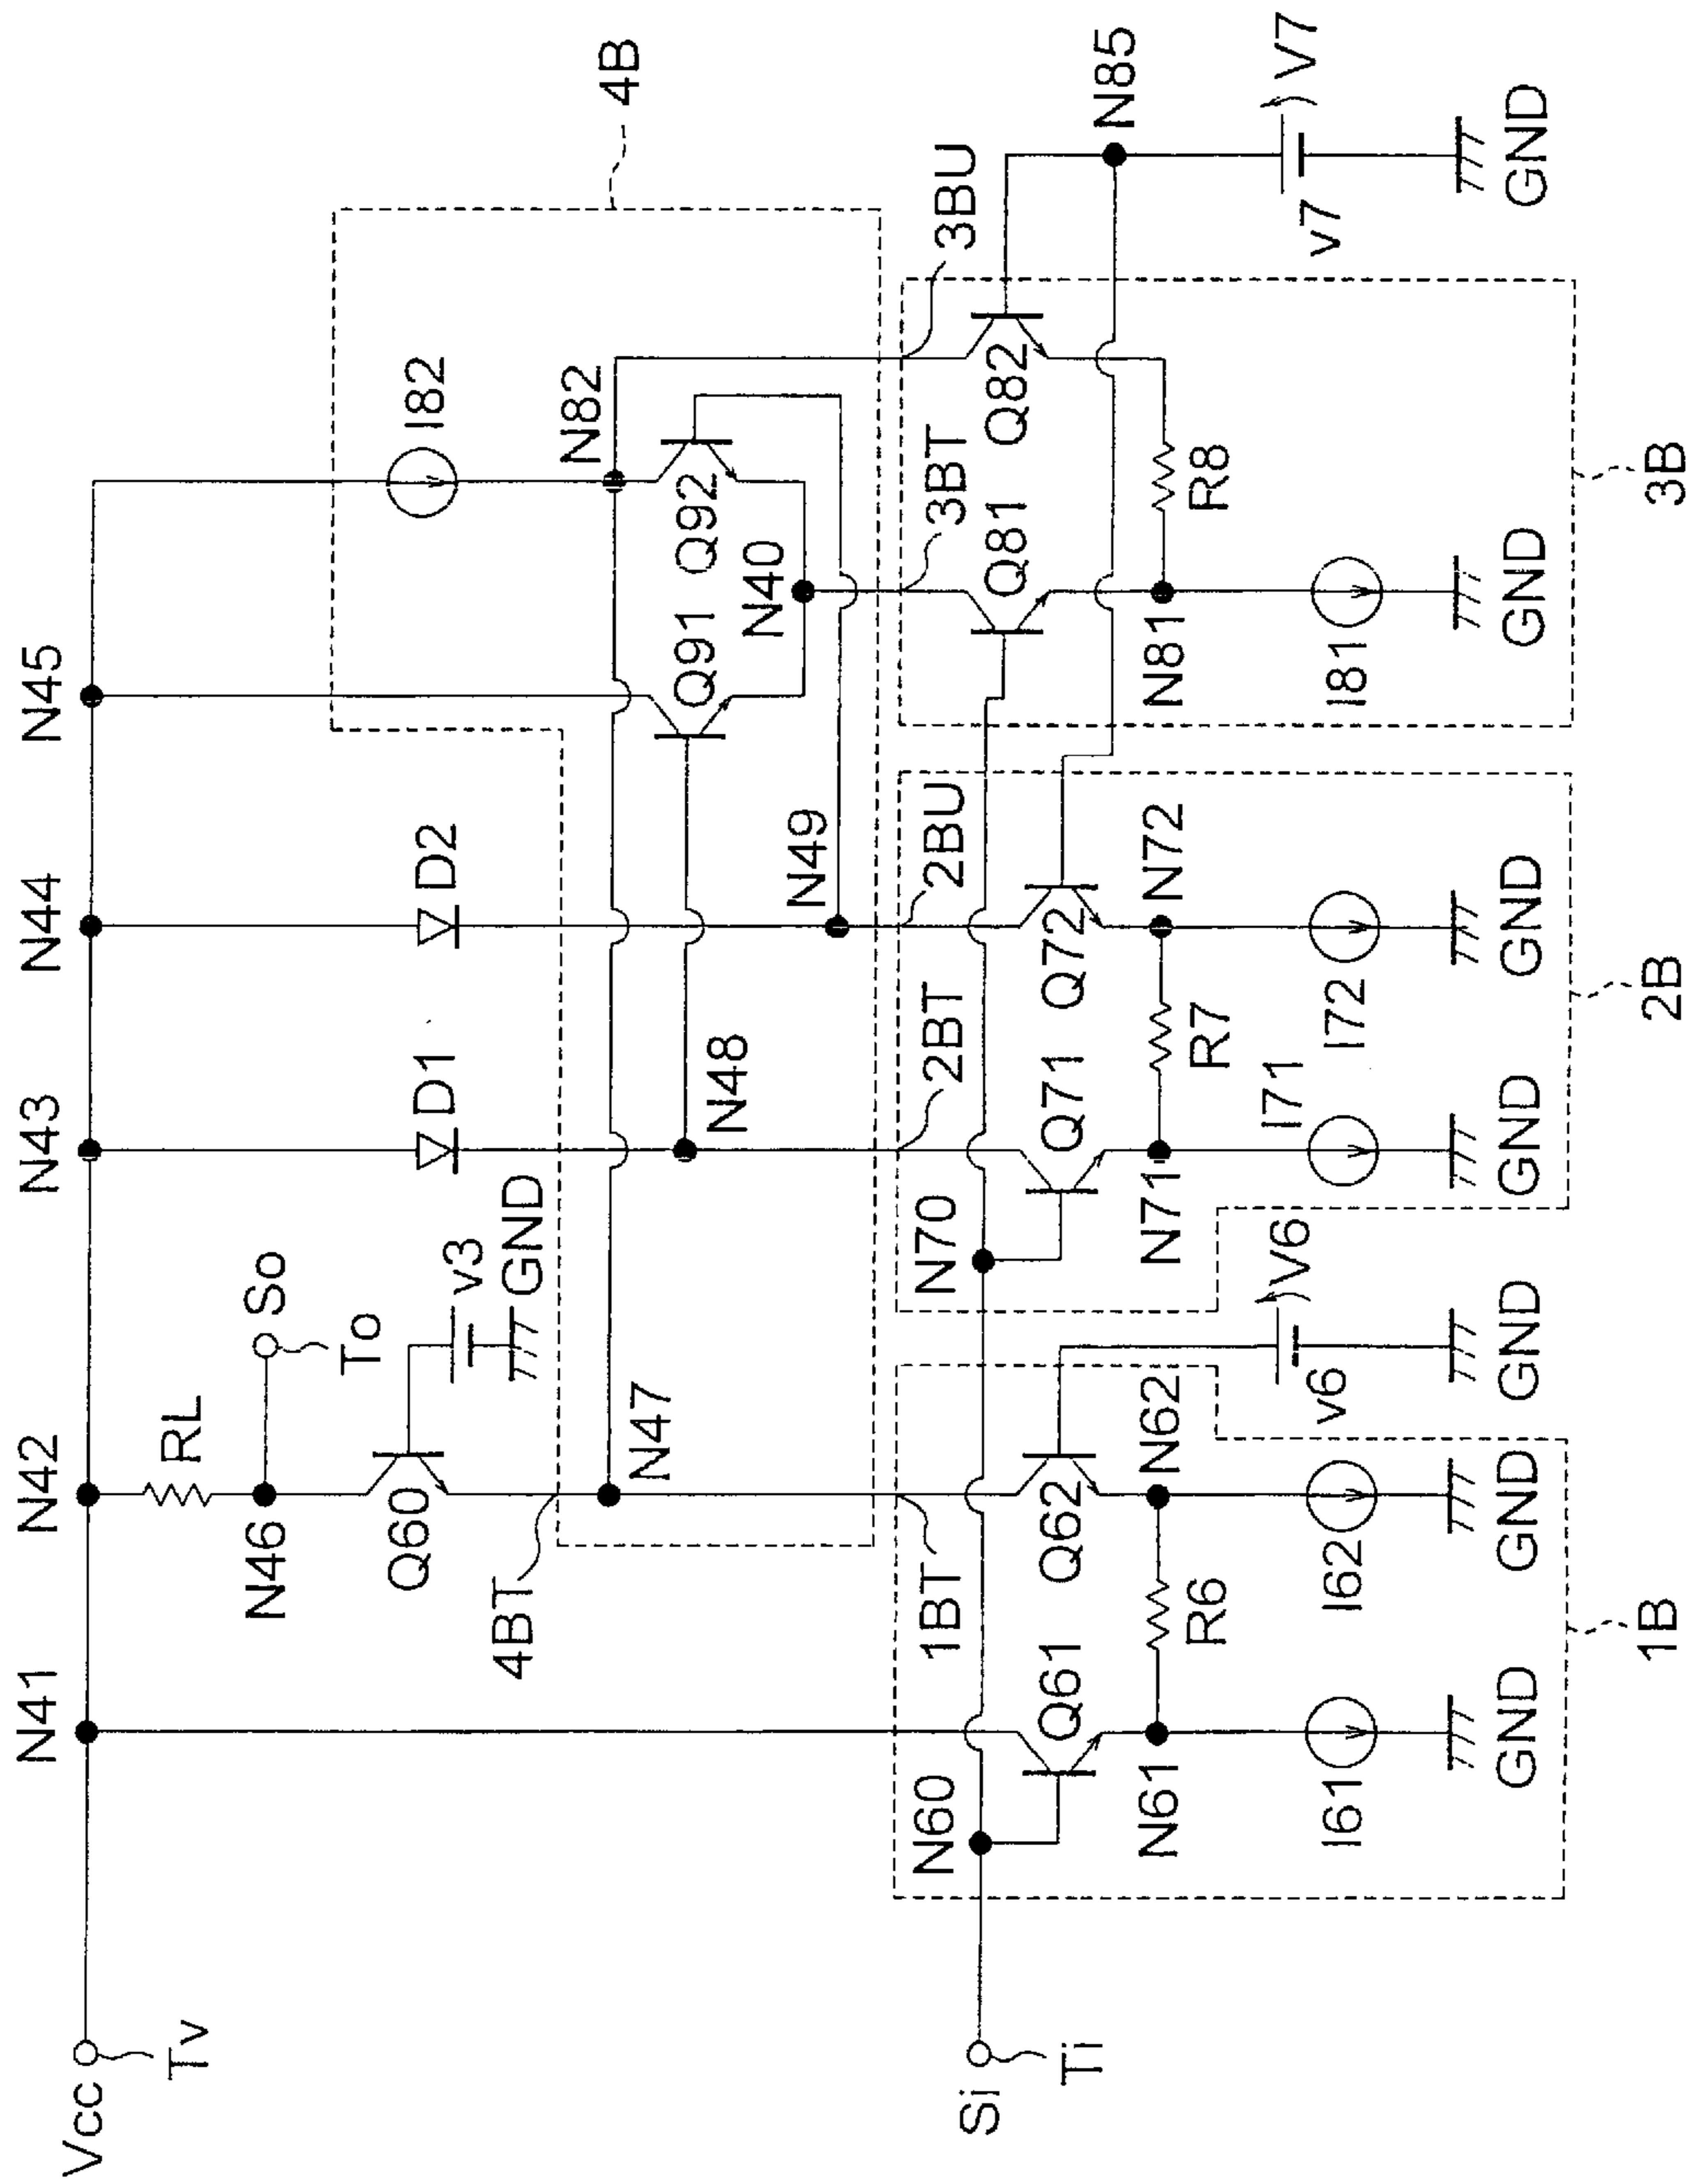 Vcc
Tv
N41
N42
N43
N44
N45
RL
N46
So
To
Q60
v3
GND
D1
D2
I82
4B
4BT
N47
N48
N49
N82
Q91
Q92
N40
1BT
2BT
2BU
3BT
3BU
Si
Ti
N60
Q61
Q62
N61
N62
R6
I61
I62
GND
GND
1B
v6
V6
GND
N70
Q71
Q72
N71
N72
R7
I71
I72
GND
GND
2B
Q81
Q82
N81
R8
I81
GND
3B
N85
v7
V7
GND